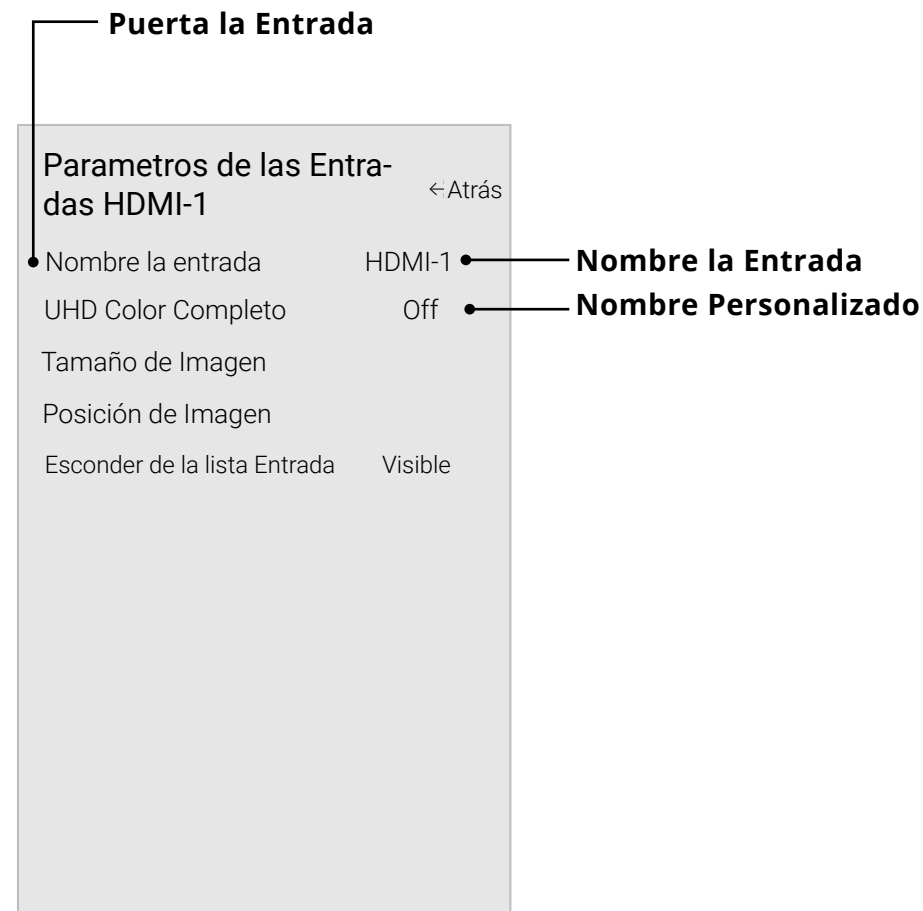 Puerta la Entrada
Parametros de las Entra-
das HDMI-1
←Atrás
Nombre la entrada HDMI-1
Nombre la Entrada
UHD Color Completo Off
Nombre Personalizado
Tamaño de Imagen
Posición de Imagen
Esconder de la lista Entrada Visible